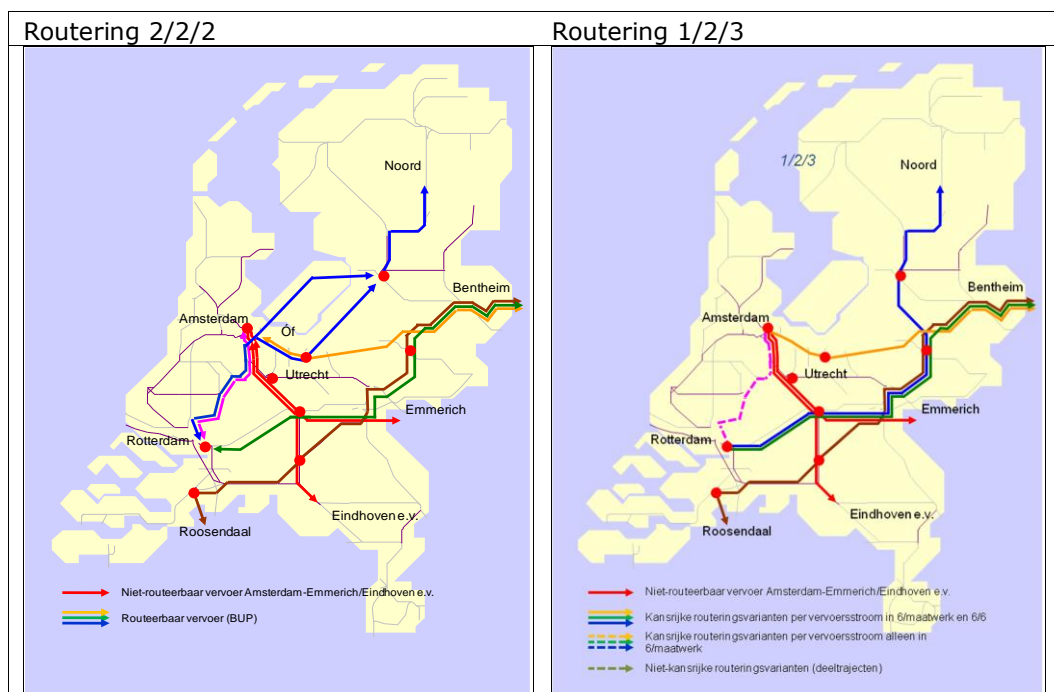 Routering 2/2/2
Noord
Bentheim
Amsterdam
Óf
Utrecht
Emmerich
Rotterdam
Eindhoven e.v.
Roosendaal
Niet-routeerbaar vervoer Amsterdam-Emmerich/Eindhoven e.v.
Routeerbaar vervoer (BUP)
Routering 1/2/3
1/2/3
Noord
Bentheim
Amsterdam
Utrecht
Emmerich
Rotterdam
Eindhoven e.v.
Roosendaal
Niet-routeerbaar vervoer Amsterdam-Emmerich/Eindhoven e.v.
Kansrijke routeringsvarianten per vervoersstroom in 6/maatwerk en 6/6
Kansrijke routeringsvarianten per vervoersstroom alleen in
6/maatwerk
Niet-kansrijke routeringsvarianten (deeltrajecten)